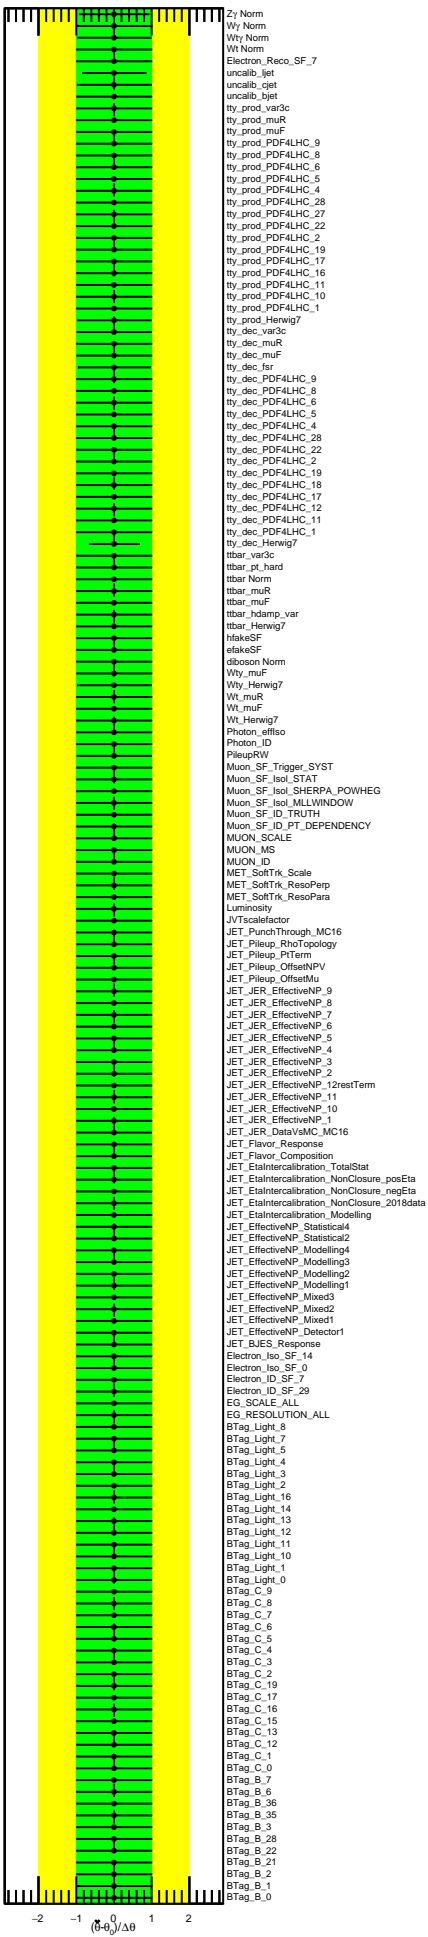 Zγ Norm
Wγ Norm
Wtγ Norm
Wt Norm
Electron_Reco_SF_7
uncalib_ljet
uncalib_cjet
uncalib_bjet
tty_prod_var3c
tty_prod_muR
tty_prod_muF
tty_prod_PDF4LHC_9
tty_prod_PDF4LHC_8
tty_prod_PDF4LHC_6
tty_prod_PDF4LHC_5
tty_prod_PDF4LHC_4
tty_prod_PDF4LHC_28
tty_prod_PDF4LHC_27
tty_prod_PDF4LHC_22
tty_prod_PDF4LHC_2
tty_prod_PDF4LHC_19
tty_prod_PDF4LHC_17
tty_prod_PDF4LHC_16
tty_prod_PDF4LHC_11
tty_prod_PDF4LHC_10
tty_prod_PDF4LHC_1
tty_prod_Herwig7
tty_dec_var3c
tty_dec_muR
tty_dec_muF
tty_dec_fsr
tty_dec_PDF4LHC_9
tty_dec_PDF4LHC_8
tty_dec_PDF4LHC_6
tty_dec_PDF4LHC_5
tty_dec_PDF4LHC_4
tty_dec_PDF4LHC_28
tty_dec_PDF4LHC_22
tty_dec_PDF4LHC_2
tty_dec_PDF4LHC_19
tty_dec_PDF4LHC_18
tty_dec_PDF4LHC_17
tty_dec_PDF4LHC_12
tty_dec_PDF4LHC_11
tty_dec_PDF4LHC_1
tty_dec_Herwig7
ttbar_var3c
ttbar_pt_hard
ttbar Norm
ttbar_muR
ttbar_muF
ttbar_hdamp_var
ttbar_Herwig7
hfakeSF
efakeSF
diboson Norm
Wty_muF
Wty_Herwig7
Wt_muR
Wt_muF
Wt_Herwig7
Photon_effIso
Photon_ID
PileupRW
Muon_SF_Trigger_SYST
Muon_SF_Isol_STAT
Muon_SF_Isol_SHERPA_POWHEG
Muon_SF_Isol_MLLWINDOW
Muon_SF_ID_TRUTH
Muon_SF_ID_PT_DEPENDENCY
MUON_SCALE
MUON_MS
MUON_ID
MET_SoftTrk_Scale
MET_SoftTrk_ResoPerp
MET_SoftTrk_ResoPara
Luminosity
JVTscalefactor
JET_PunchThrough_MC16
JET_Pileup_RhoTopology
JET_Pileup_PtTerm
JET_Pileup_OffsetNPV
JET_Pileup_OffsetMu
JET_JER_EffectiveNP_9
JET_JER_EffectiveNP_8
JET_JER_EffectiveNP_7
JET_JER_EffectiveNP_6
JET_JER_EffectiveNP_5
JET_JER_EffectiveNP_4
JET_JER_EffectiveNP_3
JET_JER_EffectiveNP_2
JET_JER_EffectiveNP_12restTerm
JET_JER_EffectiveNP_11
JET_JER_EffectiveNP_10
JET_JER_EffectiveNP_1
JET_JER_DataVsMC_MC16
JET_Flavor_Response
JET_Flavor_Composition
JET_EtaIntercalibration_TotalStat
JET_EtaIntercalibration_NonClosure_posEta
JET_EtaIntercalibration_NonClosure_negEta
JET_EtaIntercalibration_NonClosure_2018data
JET_EtaIntercalibration_Modelling
JET_EffectiveNP_Statistical4
JET_EffectiveNP_Statistical2
JET_EffectiveNP_Modelling4
JET_EffectiveNP_Modelling3
JET_EffectiveNP_Modelling2
JET_EffectiveNP_Modelling1
JET_EffectiveNP_Mixed3
JET_EffectiveNP_Mixed2
JET_EffectiveNP_Mixed1
JET_EffectiveNP_Detector1
JET_BJES_Response
Electron_Iso_SF_14
Electron_Iso_SF_0
Electron_ID_SF_7
Electron_ID_SF_29
EG_SCALE_ALL
EG_RESOLUTION_ALL
BTag_Light_8
BTag_Light_7
BTag_Light_5
BTag_Light_4
BTag_Light_3
BTag_Light_2
BTag_Light_16
BTag_Light_14
BTag_Light_13
BTag_Light_12
BTag_Light_11
BTag_Light_10
BTag_Light_1
BTag_Light_0
BTag_C_9
BTag_C_8
BTag_C_7
BTag_C_6
BTag_C_5
BTag_C_4
BTag_C_3
BTag_C_2
BTag_C_19
BTag_C_17
BTag_C_16
BTag_C_15
BTag_C_13
BTag_C_12
BTag_C_1
BTag_C_0
BTag_B_7
BTag_B_6
BTag_B_36
BTag_B_35
BTag_B_3
BTag_B_28
BTag_B_22
BTag_B_21
BTag_B_2
BTag_B_1
BTag_B_0
−2 −1 0 1 2
(θ̂-θ₀)/Δθ